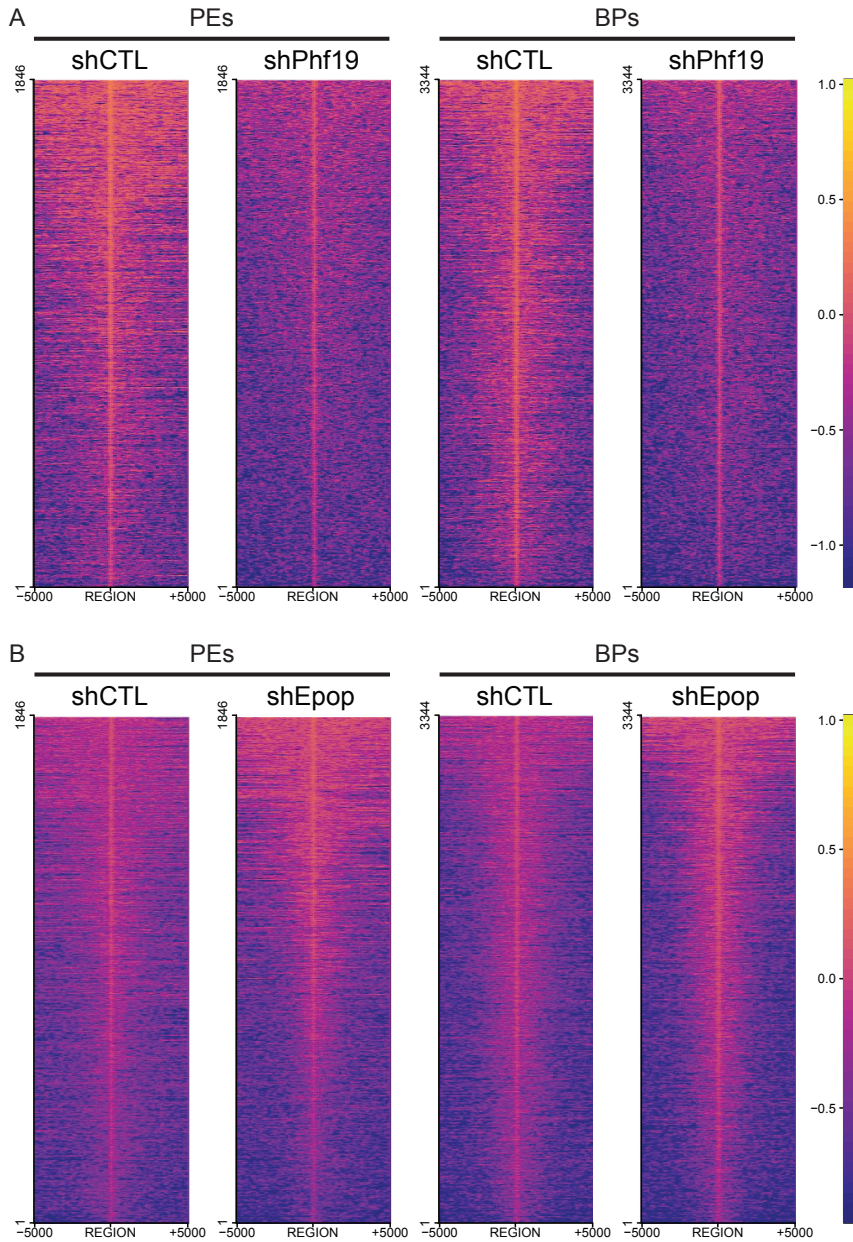 A
PEs
BPs
shCTL
shPhf19
shCTL
shPhf19
1846
1846
3344
3344
1.0
0.5
0.0
−0.5
−1.0
1
1
1
1
−5000 REGION +5000
−5000 REGION +5000
−5000 REGION +5000
−5000 REGION +5000
B
PEs
BPs
shCTL
shEpop
shCTL
shEpop
1846
1846
3344
3344
1.0
0.5
0.0
−0.5
1
1
1
1
−5000 REGION +5000
−5000 REGION +5000
−5000 REGION +5000
−5000 REGION +5000